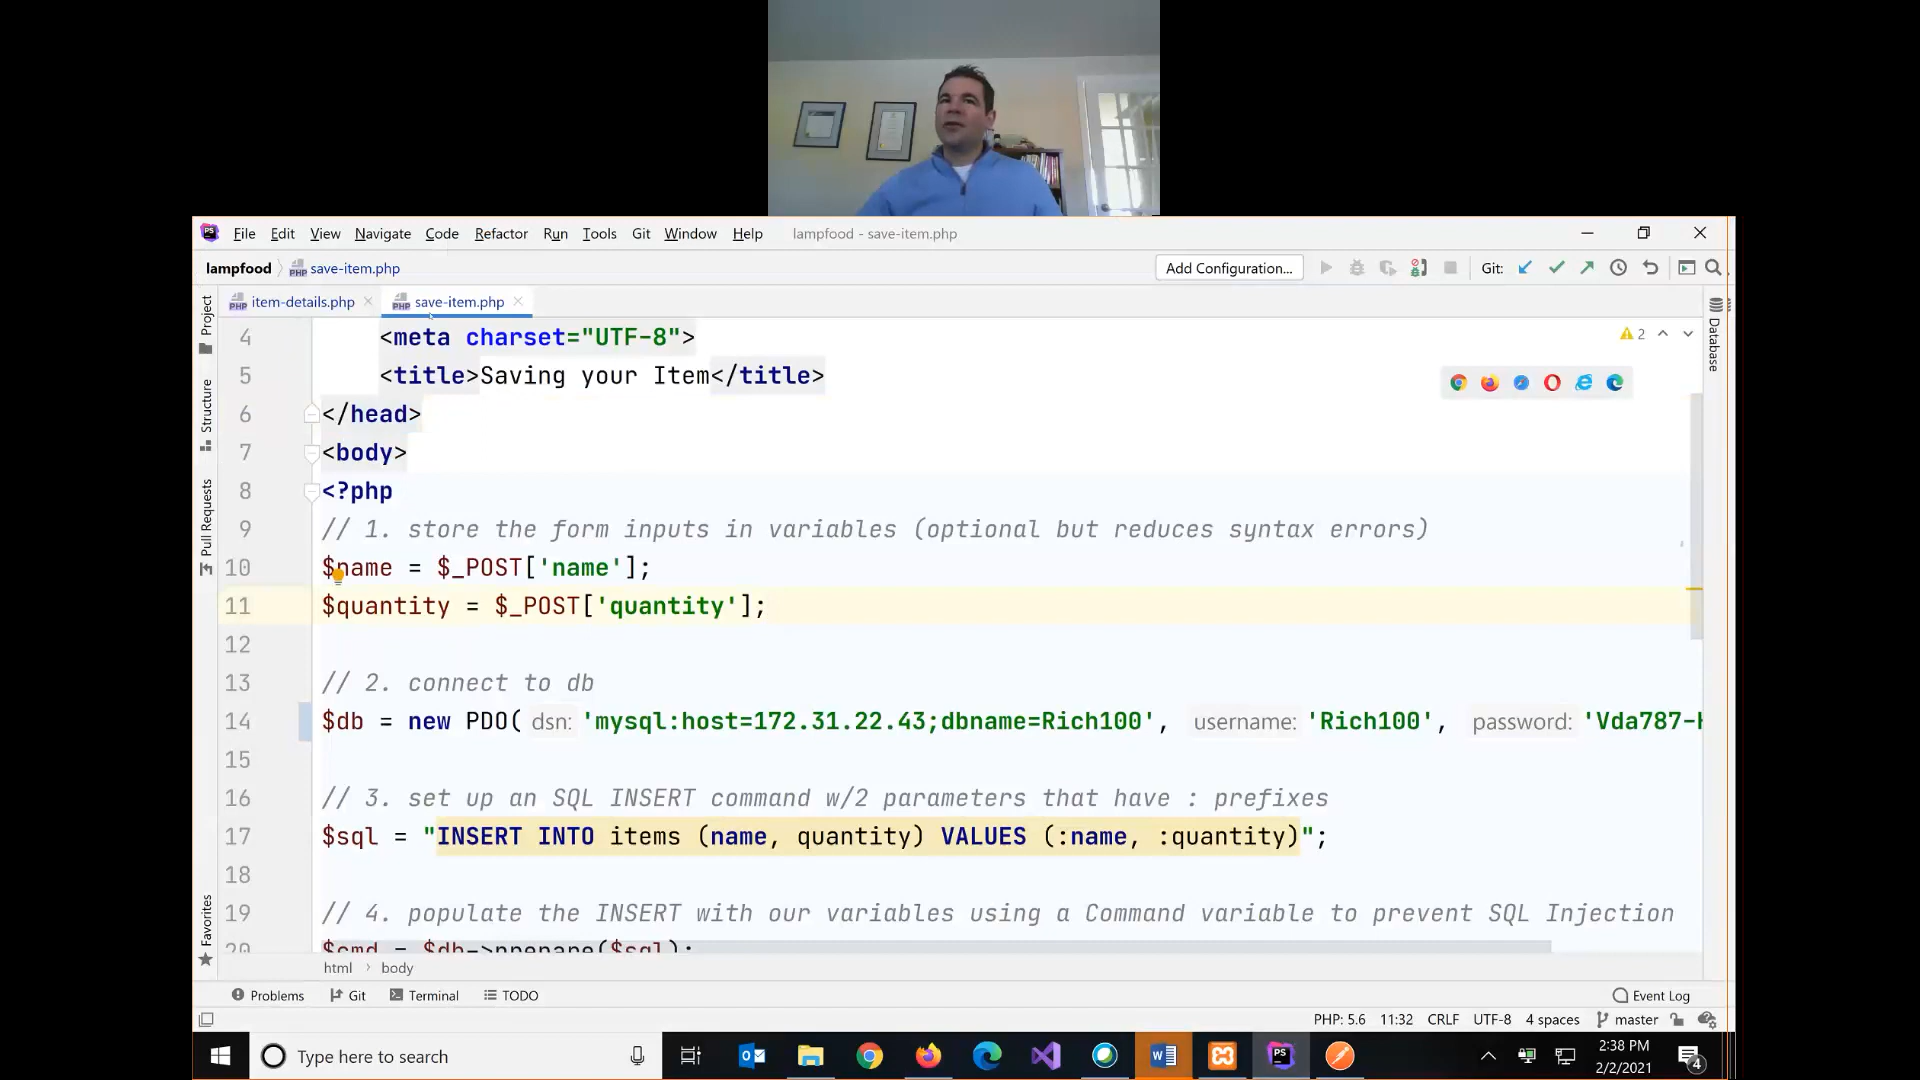 File Edit View Navigate Code Refactor Run Tools Git Window Help lampfood - save-item.php
lampfood save-item.php Add Configuration... Git:
item-details.php save-item.php
4 <meta charset="UTF-8">
5 <title>Saving your Item</title>
6 </head>
7 <body>
8 <?php
9 // 1. store the form inputs in variables (optional but reduces syntax errors)
10 $name = $_POST['name'];
11 $quantity = $_POST['quantity'];
12
13 // 2. connect to db
14 $db = new PDO( dsn: 'mysql:host=172.31.22.43;dbname=Rich100', username: 'Rich100', password: 'Vda787-
15
16 // 3. set up an SQL INSERT command w/2 parameters that have : prefixes
17 $sql = "INSERT INTO items (name, quantity) VALUES (:name, :quantity)";
18
19 // 4. populate the INSERT with our variables using a Command variable to prevent SQL Injection
20 $cmd = $db->prepare($sql);
2
Project
Structure
Pull Requests
Favorites
Database
html body
Problems Git Terminal TODO Event Log
PHP: 5.6 11:32 CRLF UTF-8 4 spaces master
Type here to search
2:38 PM
2/2/2021
4